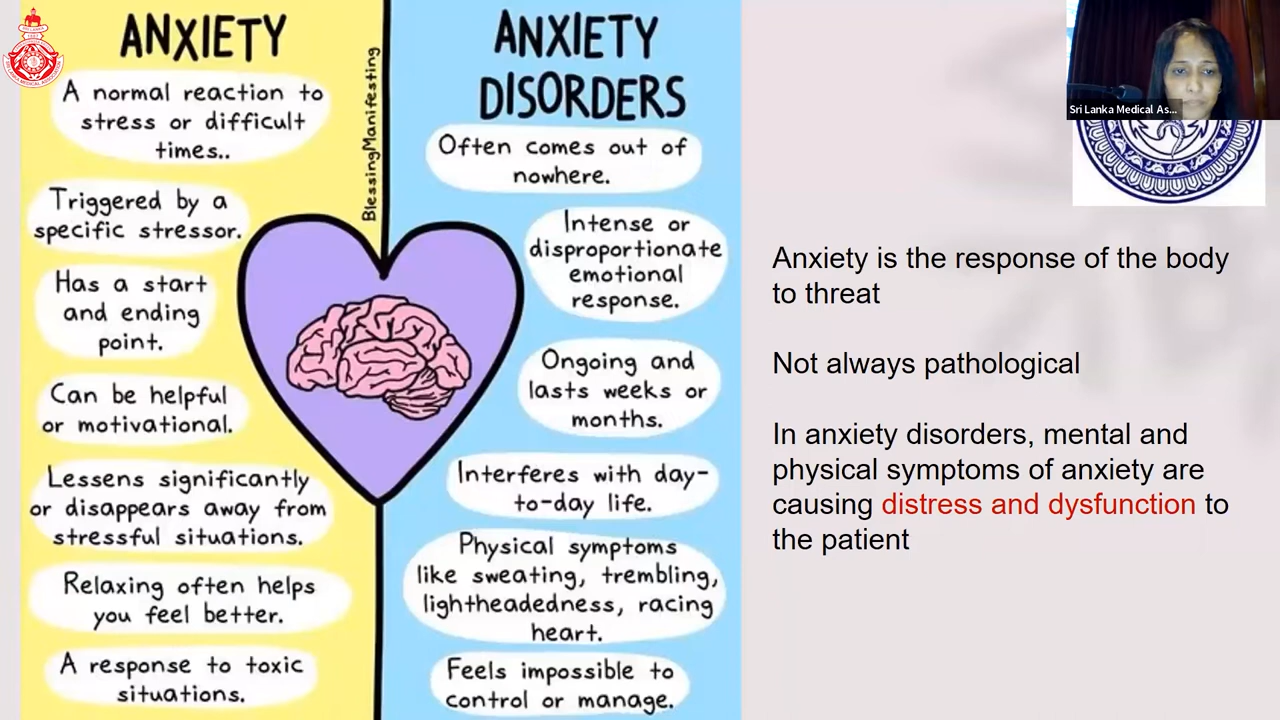 ANXIETY
A normal reaction to
stress or difficult
times..
Triggered by a
specific stressor.
Has a start
and ending
point.
Can be helpful
or motivational.
Lessens significantly
or disappears away from
stressful situations.
Relaxing often helps
you feel better.
A response to toxic
situations.
BlessingManifesting
ANXIETY
DISORDERS
Often comes out of
nowhere.
Intense or
disproportionate
emotional
response.
Ongoing and
lasts weeks or
months.
Interferes with day-
to-day life.
Physical symptoms
like sweating, trembling,
lightheadedness, racing
heart.
Feels impossible to
control or manage.
Sri Lanka Medical As...
Anxiety is the response of the body
to threat
Not always pathological
In anxiety disorders, mental and
physical symptoms of anxiety are
causing distress and dysfunction to
the patient